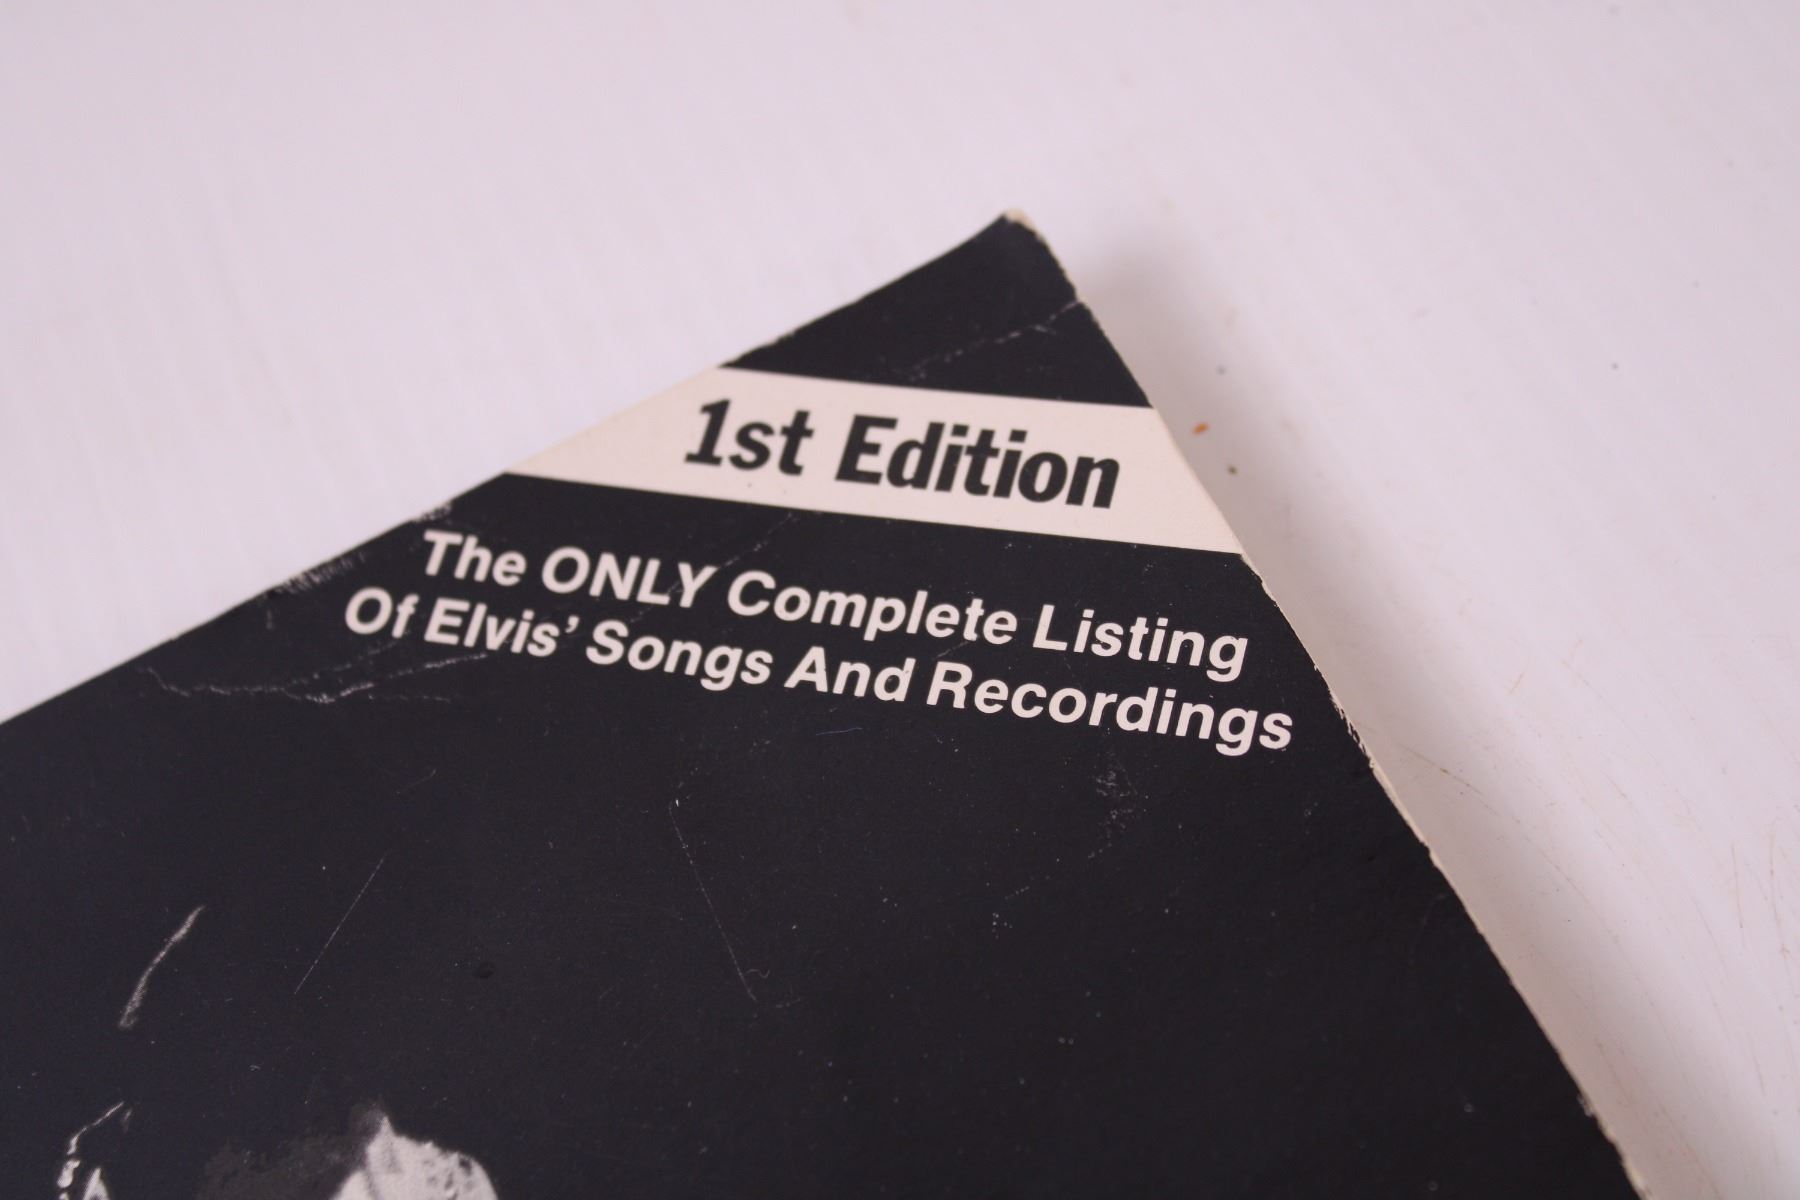 1st Edition
The ONLY Complete Listing
Of Elvis' Songs And Recordings